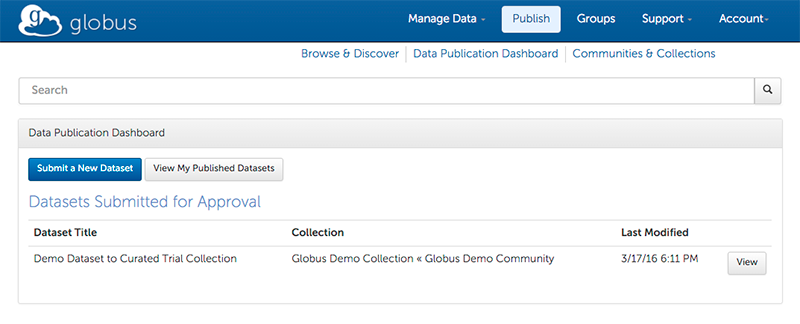 globus
Manage Data Publish Groups Support Account
Browse & Discover Data Publication Dashboard Communities & Collections
Search
Data Publication Dashboard
Submit a New Dataset View My Published Datasets
Datasets Submitted for Approval
Dataset Title Collection Last Modified
Demo Dataset to Curated Trial Collection Globus Demo Collection « Globus Demo Community 3/17/16 6:11 PM View